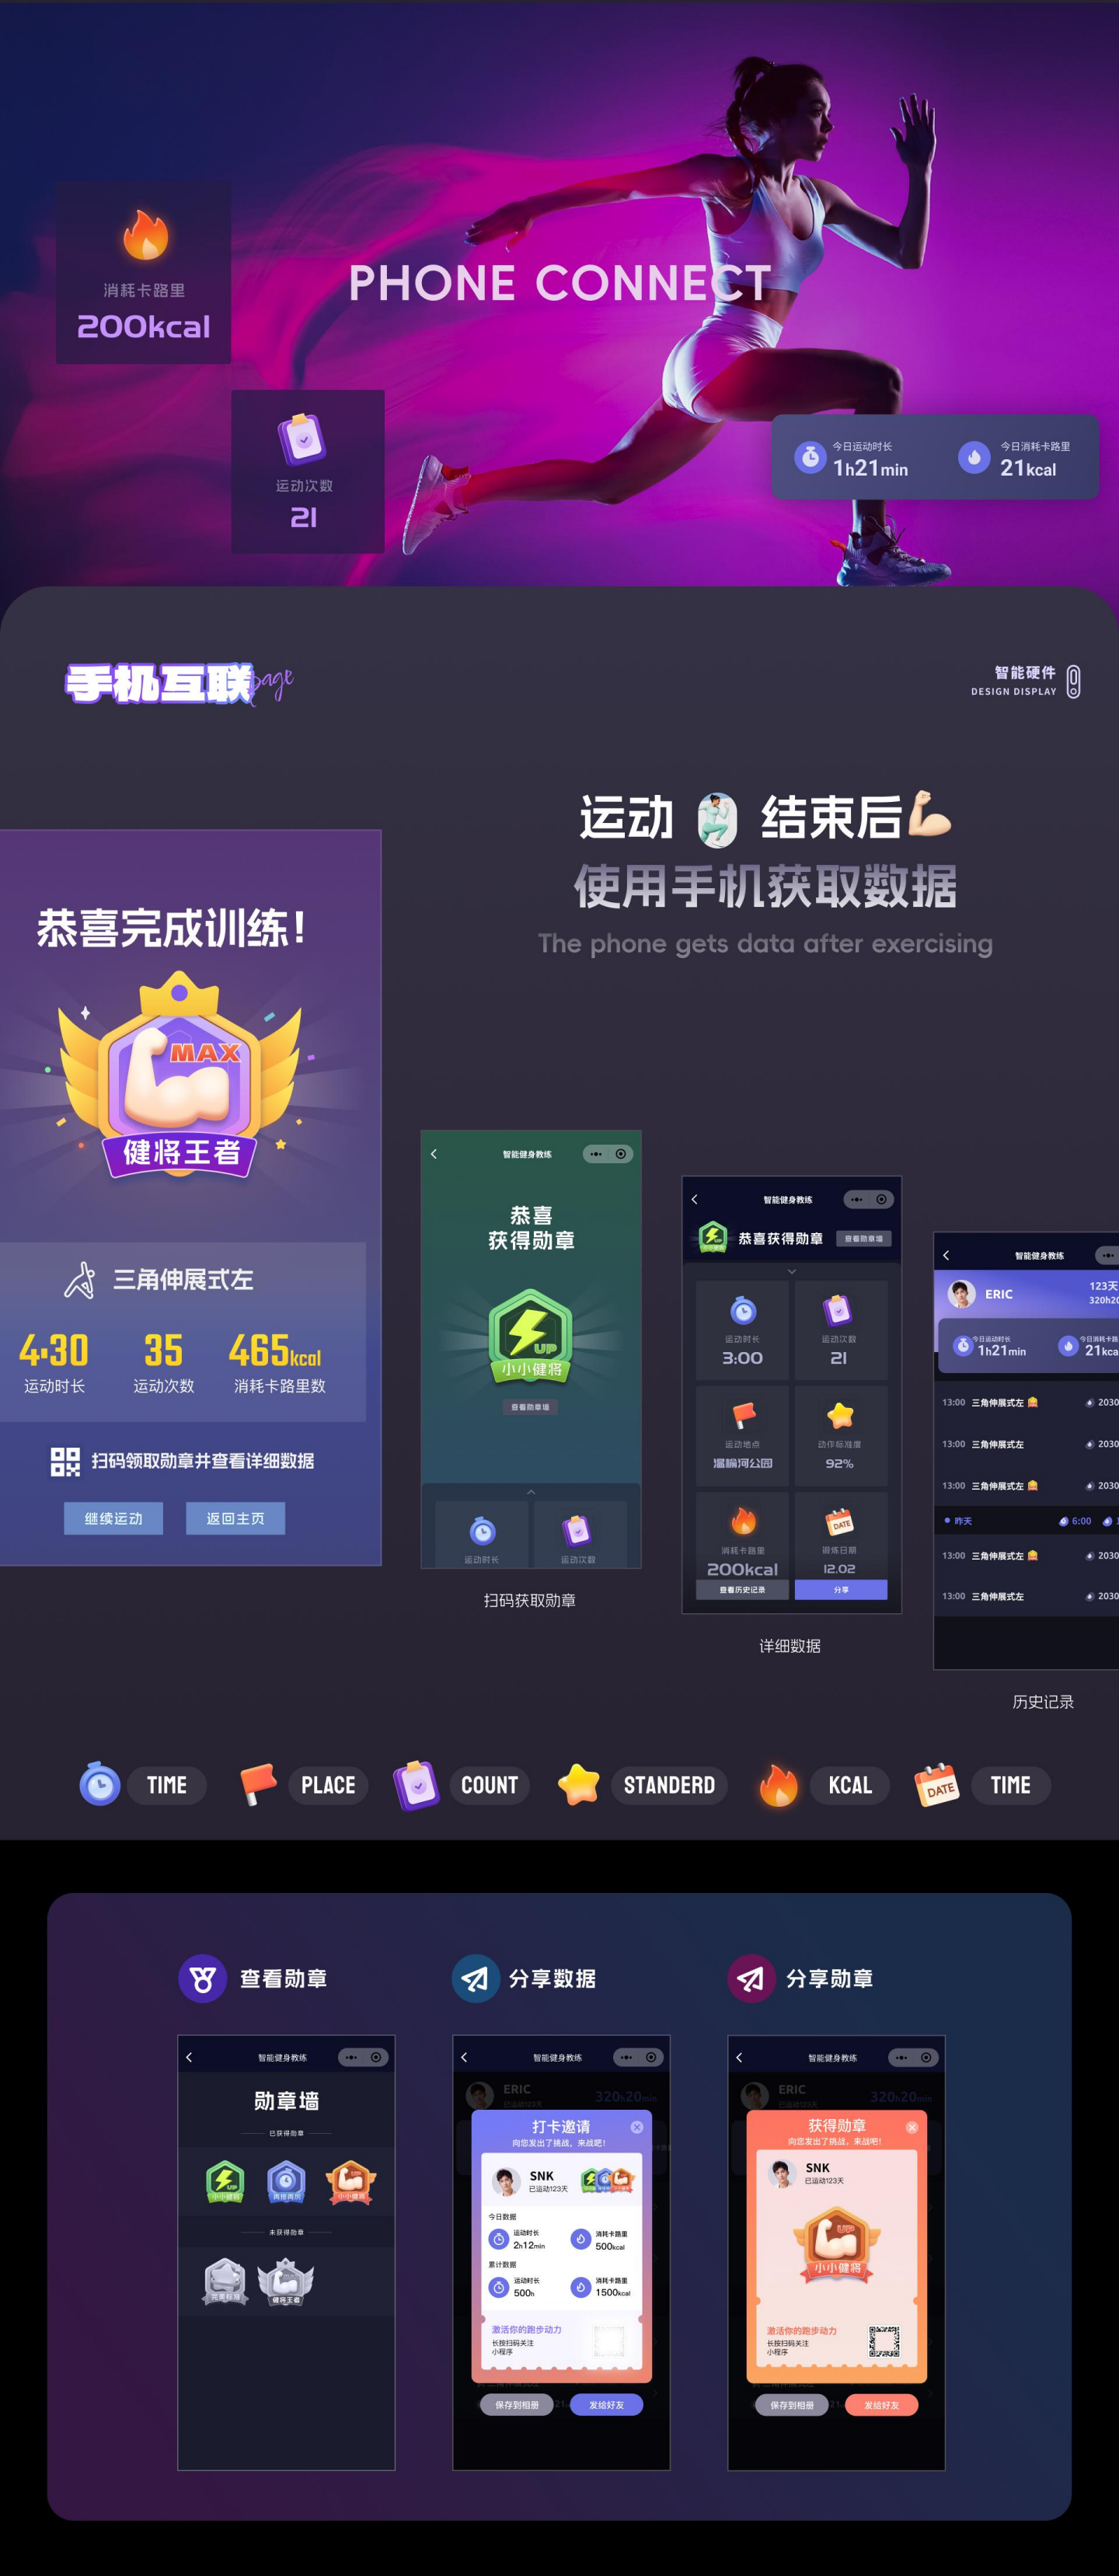 PHONE CONNECT
消耗卡路里
200kcal
运动次数
21
今日运动时长
1h21min
今日消耗卡路里
21kcal
手机互联
page
智能硬件
DESIGN DISPLAY
运动 结束后
使用手机获取数据
The phone gets data after exercising
恭喜完成训练!
MAX
健将王者
三角伸展式左
4:30 35 465kcal
运动时长 运动次数 消耗卡路里数
扫码领取勋章并查看详细数据
继续运动 返回主页
智能健身教练
恭喜
获得勋章
UP
小小健将
查看勋章墙
运动时长 运动次数
扫码获取勋章
智能健身教练
UP
恭喜获得勋章 查看勋章墙
运动时长 运动次数
3:00 21
运动地点 动作标准度
温榆河公园 92%
DATE
消耗卡路里 锻炼日期
200kcal 12.02
查看历史记录 分享
详细数据
智能健身教练
ERIC
123天
320h20
今日运动时长
1h21min
今日消耗卡路
21kca
13:00 三角伸展式左 2030
13:00 三角伸展式左 2030
13:00 三角伸展式左 2030
昨天 6:00 1
13:00 三角伸展式左 2030
13:00 三角伸展式左 2030
历史记录
TIME PLACE COUNT STANDERD KCAL DATE TIME
查看勋章 分享数据 分享勋章
智能健身教练
勋章墙
已获得勋章
UP
小小健将
小小健将
未获得勋章
完美标准
健将王者
智能健身教练
ERIC 320h20min
已运动123天
打卡邀请
向您发出了挑战，来战吧!
SNK
已运动123天
今日数据
运动时长 消耗卡路里
2h12min 500kcal
累计数据
运动时长 消耗卡路里
500h 1500kcal
激活你的跑步动力
长按扫码关注
小程序
保存到相册 发给好友
智能健身教练
ERIC 320h20min
获得勋章
向您发出了挑战，来战吧!
SNK
已运动123天
UP
小小健将
激活你的跑步动力
长按扫码关注
小程序
保存到相册 发给好友